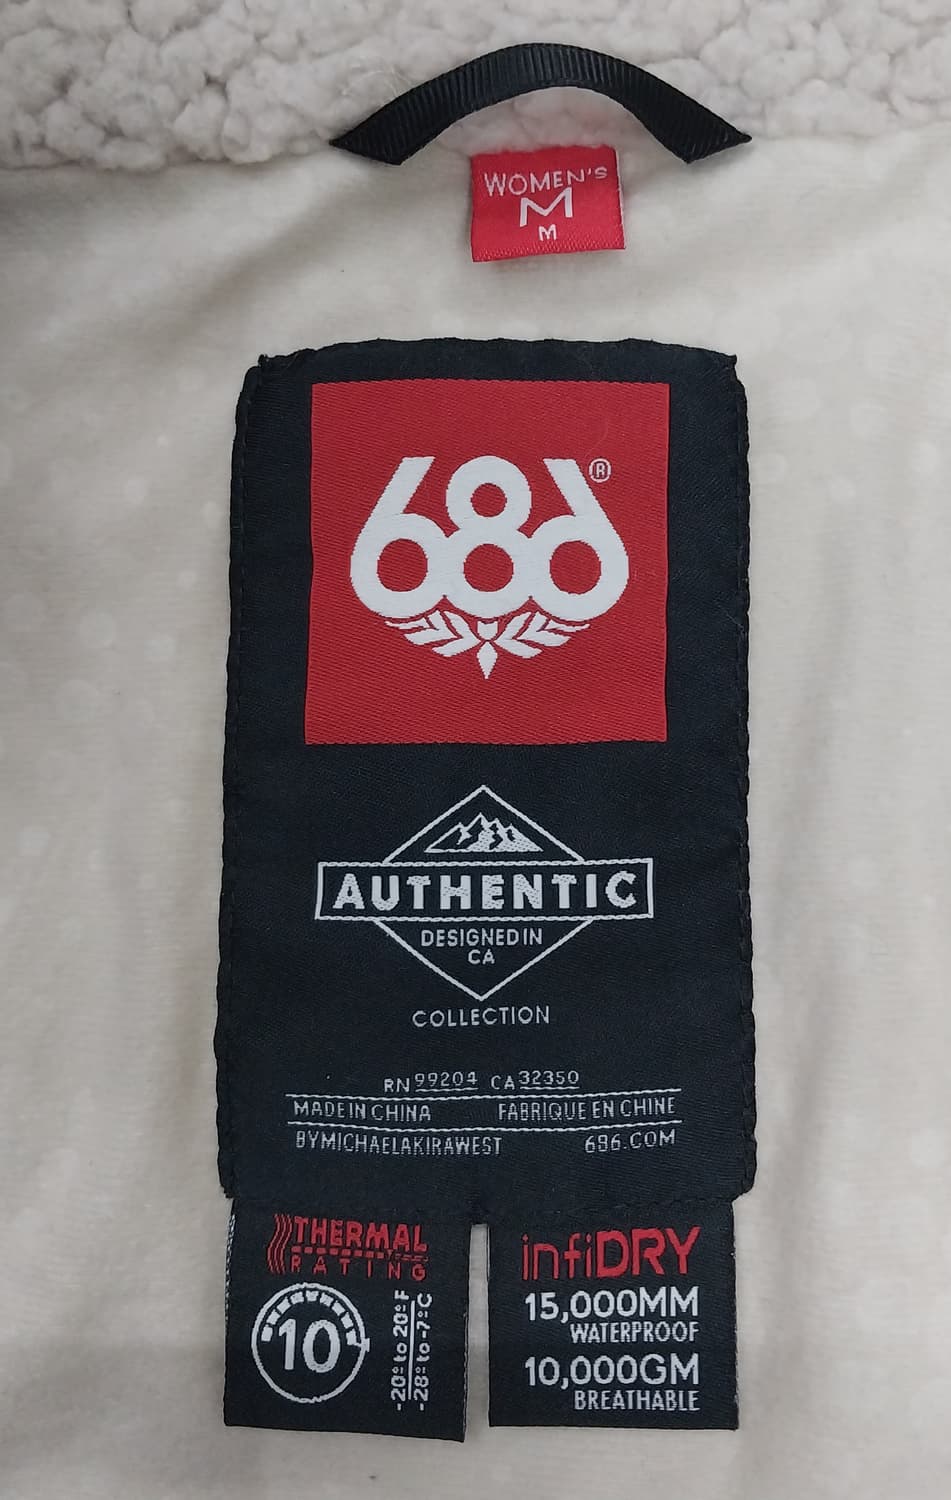 WOMEN'S
M
M
686®
AUTHENTIC
DESIGNED IN
CA
COLLECTION
RN 99204 CA 32350
MADE IN CHINA FABRIQUE EN CHINE
BYMICHAELAKIRAWEST 686.COM
THERMAL
RATING
10
-20° to 20° F
-28° to -7° C
infiDRY
15,000MM
WATERPROOF
10,000GM
BREATHABLE